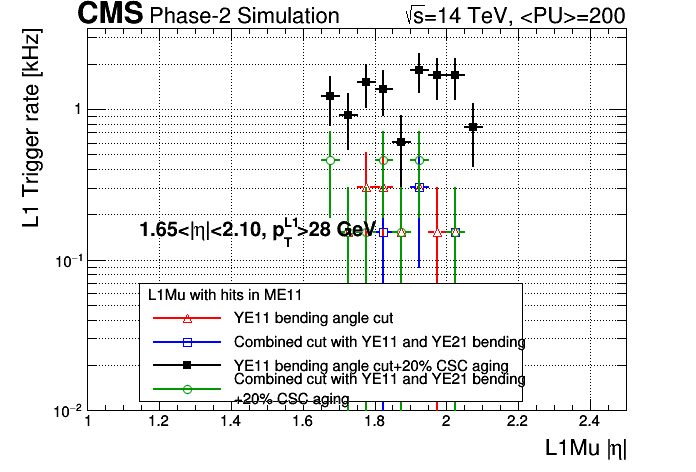 CMS Phase-2 Simulation √s=14 TeV, <PU>=200
L1 Trigger rate [kHz]
1
10⁻¹
10⁻²
1.65<|η|<2.10, p_T^L1>28 GeV
L1Mu with hits in ME11
YE11 bending angle cut
Combined cut with YE11 and YE21 bending
YE11 bending angle cut+20% CSC aging
Combined cut with YE11 and YE21 bending
+20% CSC aging
1 1.2 1.4 1.6 1.8 2 2.2 2.4
L1Mu |η|